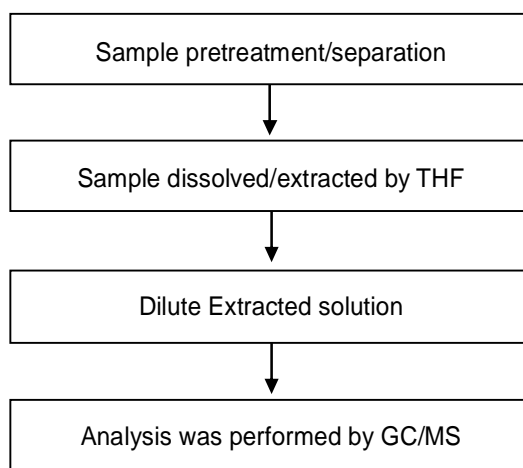 Sample pretreatment/separation
Sample dissolved/extracted by THF
Dilute Extracted solution
Analysis was performed by GC/MS